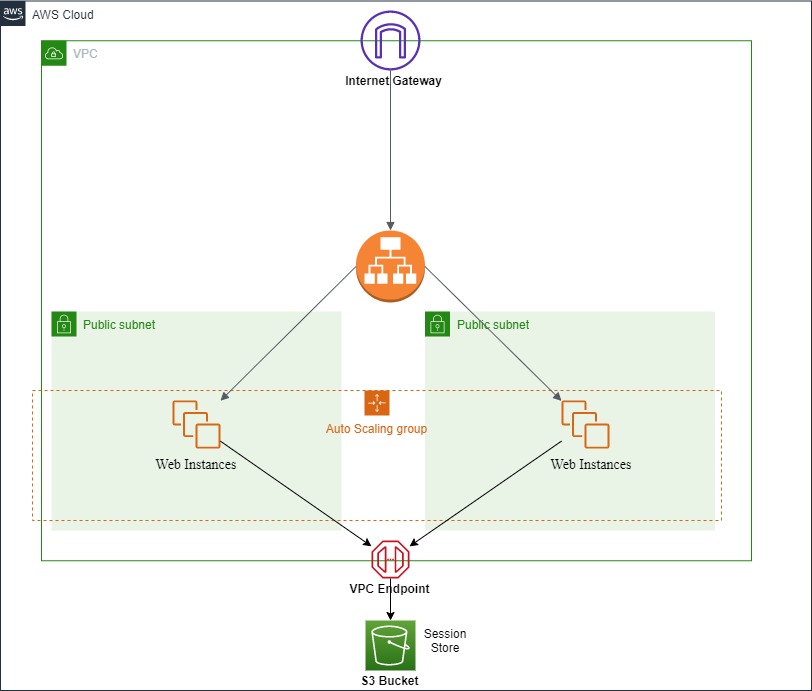 aws
AWS Cloud
VPC
Internet Gateway
Public subnet
Public subnet
Auto Scaling group
Web Instances
Web Instances
VPC Endpoint
Session
Store
S3 Bucket